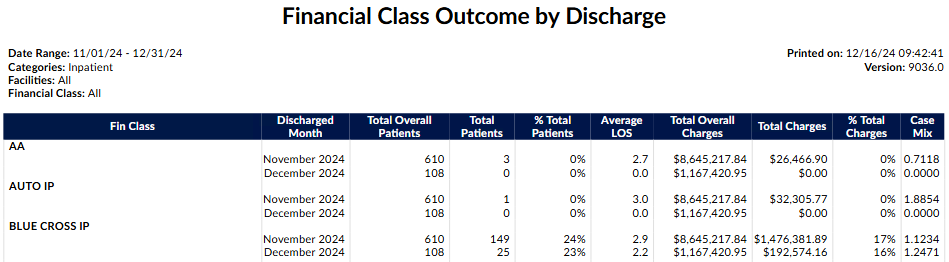 Financial Class Outcome by Discharge
Date Range: 11/01/24 - 12/31/24 Printed on: 12/16/24 09:42:41
Categories: Inpatient Version: 9036.0
Facilities: All
Financial Class: All
Fin Class Discharged Month Total Overall Patients Total Patients % Total Patients Average LOS Total Overall Charges Total Charges % Total Charges Case Mix
AA
November 2024 610 3 0% 2.7 $8,645,217.84 $26,466.90 0% 0.7118
December 2024 108 0 0% 0.0 $1,167,420.95 $0.00 0% 0.0000
AUTO IP
November 2024 610 1 0% 3.0 $8,645,217.84 $32,305.77 0% 1.8854
December 2024 108 0 0% 0.0 $1,167,420.95 $0.00 0% 0.0000
BLUE CROSS IP
November 2024 610 149 24% 2.9 $8,645,217.84 $1,476,381.89 17% 1.1234
December 2024 108 25 23% 2.2 $1,167,420.95 $192,574.16 16% 1.2471